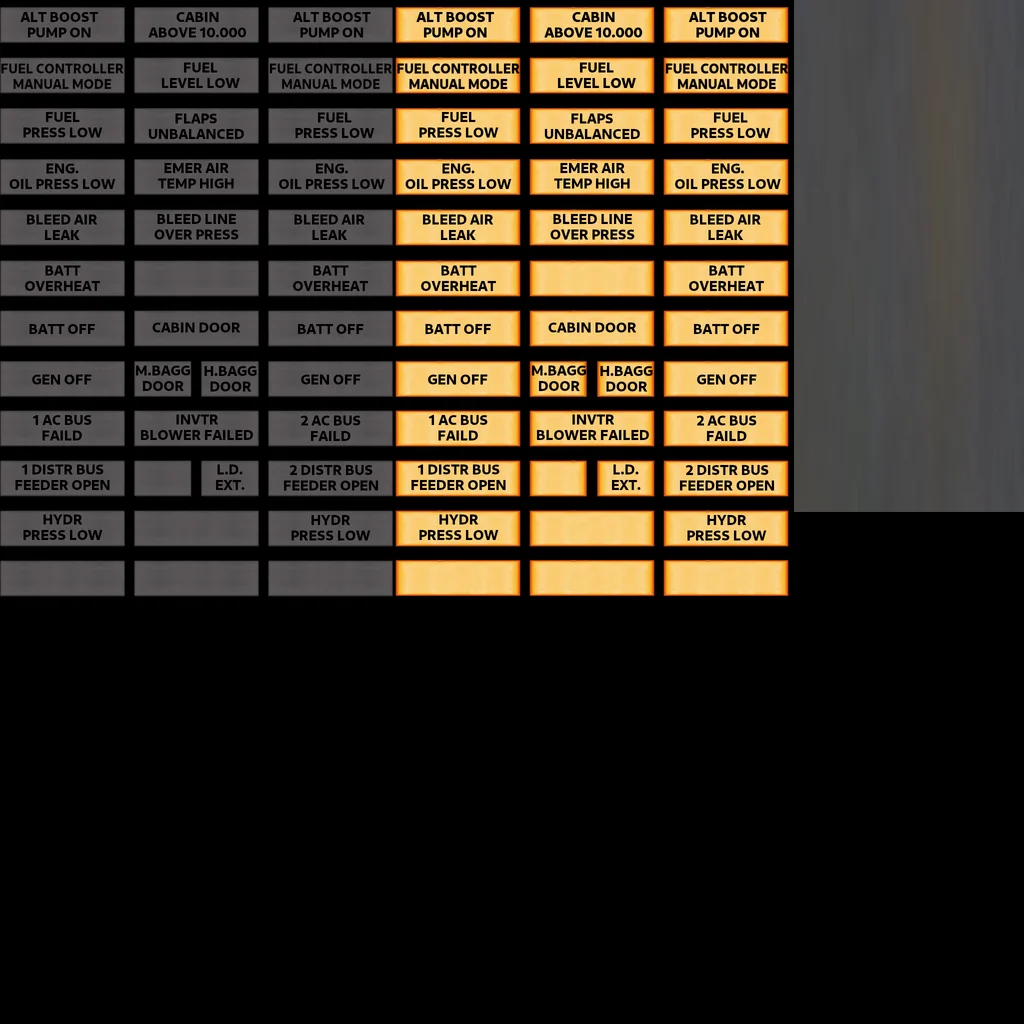 ALT BOOST
PUMP ON
CABIN
ABOVE 10.000
ALT BOOST
PUMP ON
ALT BOOST
PUMP ON
CABIN
ABOVE 10.000
ALT BOOST
PUMP ON
FUEL CONTROLLER
MANUAL MODE
FUEL
LEVEL LOW
FUEL CONTROLLER
MANUAL MODE
FUEL CONTROLLER
MANUAL MODE
FUEL
LEVEL LOW
FUEL CONTROLLER
MANUAL MODE
FUEL
PRESS LOW
FLAPS
UNBALANCED
FUEL
PRESS LOW
FUEL
PRESS LOW
FLAPS
UNBALANCED
FUEL
PRESS LOW
ENG.
OIL PRESS LOW
EMER AIR
TEMP HIGH
ENG.
OIL PRESS LOW
ENG.
OIL PRESS LOW
EMER AIR
TEMP HIGH
ENG.
OIL PRESS LOW
BLEED AIR
LEAK
BLEED LINE
OVER PRESS
BLEED AIR
LEAK
BLEED AIR
LEAK
BLEED LINE
OVER PRESS
BLEED AIR
LEAK
BATT
OVERHEAT
BATT
OVERHEAT
BATT
OVERHEAT
BATT
OVERHEAT
BATT OFF
CABIN DOOR
BATT OFF
BATT OFF
CABIN DOOR
BATT OFF
GEN OFF
M.BAGG
DOOR
H.BAGG
DOOR
GEN OFF
GEN OFF
M.BAGG
DOOR
H.BAGG
DOOR
GEN OFF
1 AC BUS
FAILD
INVTR
BLOWER FAILED
2 AC BUS
FAILD
1 AC BUS
FAILD
INVTR
BLOWER FAILED
2 AC BUS
FAILD
1 DISTR BUS
FEEDER OPEN
L.D.
EXT.
2 DISTR BUS
FEEDER OPEN
1 DISTR BUS
FEEDER OPEN
L.D.
EXT.
2 DISTR BUS
FEEDER OPEN
HYDR
PRESS LOW
HYDR
PRESS LOW
HYDR
PRESS LOW
HYDR
PRESS LOW